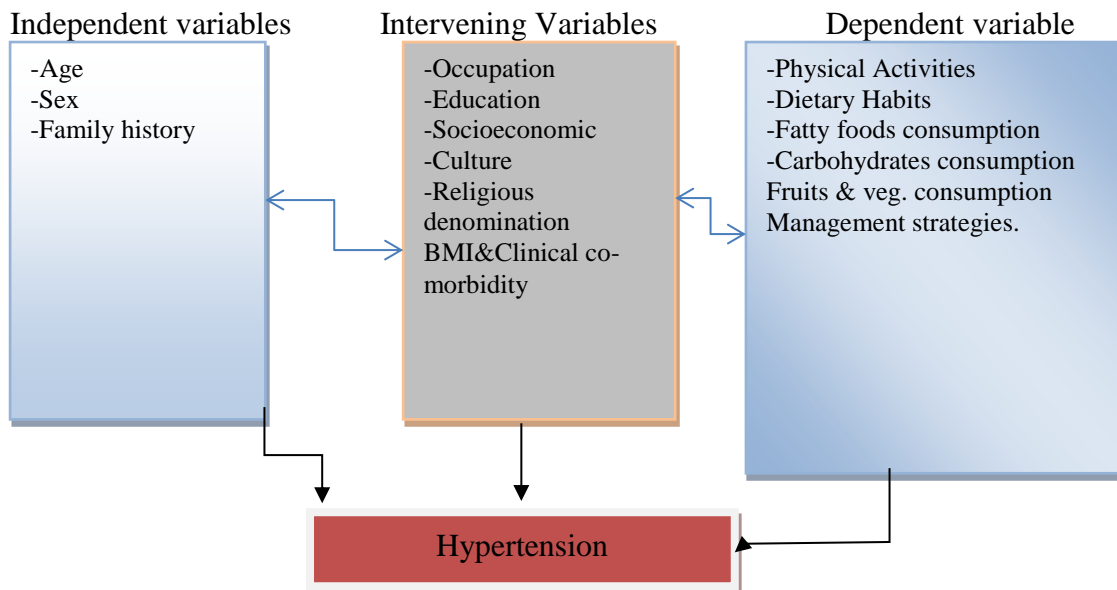 Independent variables
-Age
-Sex
-Family history
Intervening Variables
-Occupation
-Education
-Socioeconomic
-Culture
-Religious
denomination
BMI&Clinical co-
morbidity
Dependent variable
-Physical Activities
-Dietary Habits
-Fatty foods consumption
-Carbohydrates consumption
Fruits & veg. consumption
Management strategies.
Hypertension